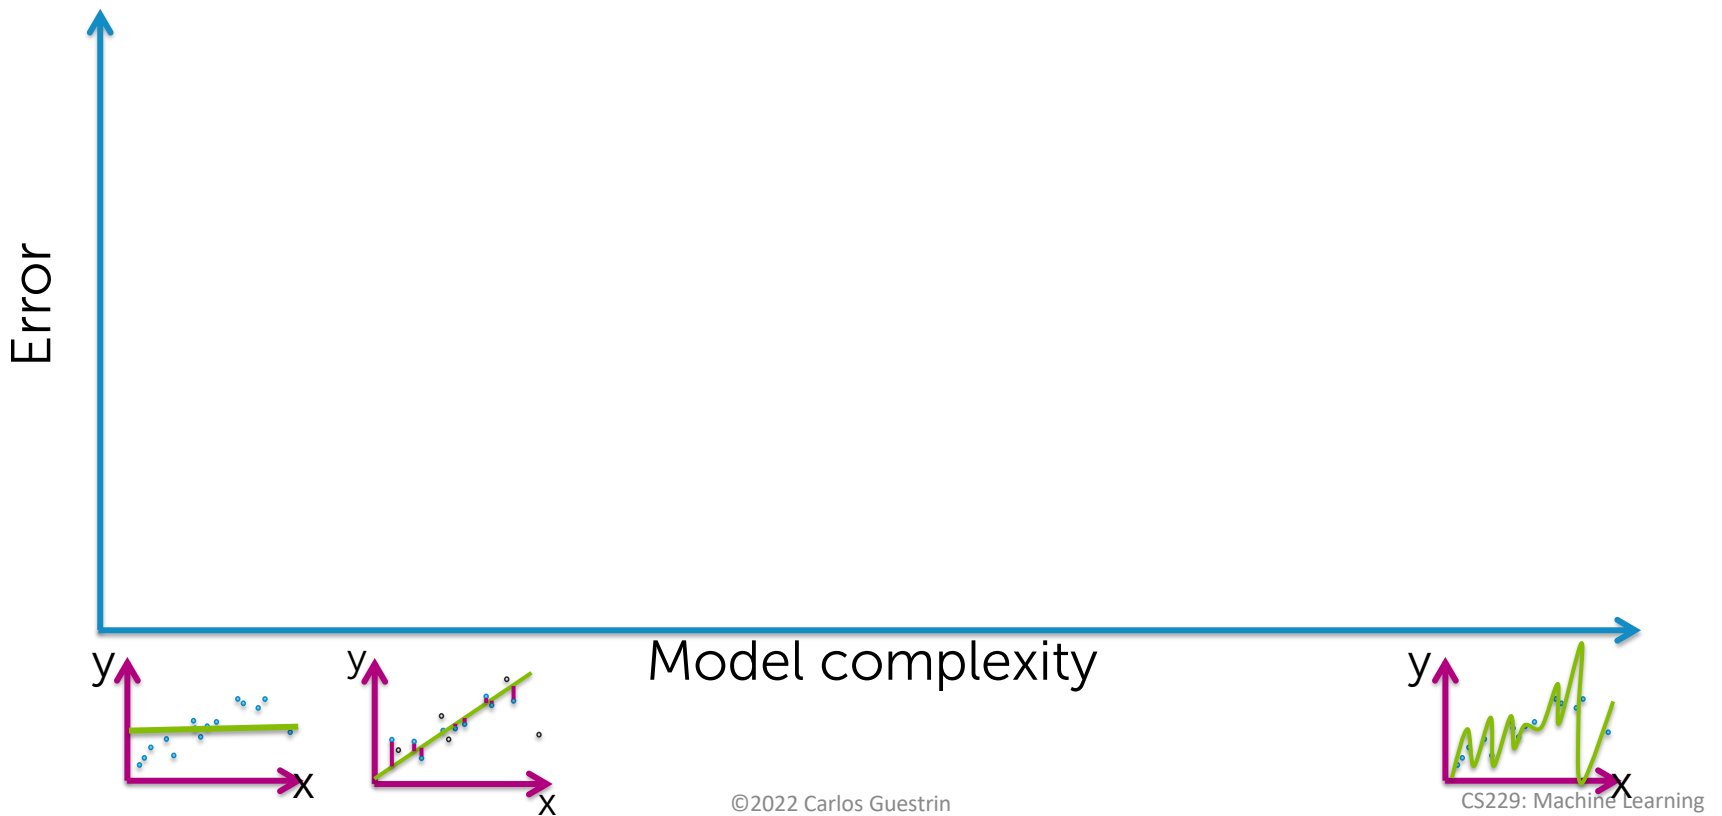 Error
Model complexity
y
x
y
x
y
x
©2022 Carlos Guestrin
CS229: Machine Learning